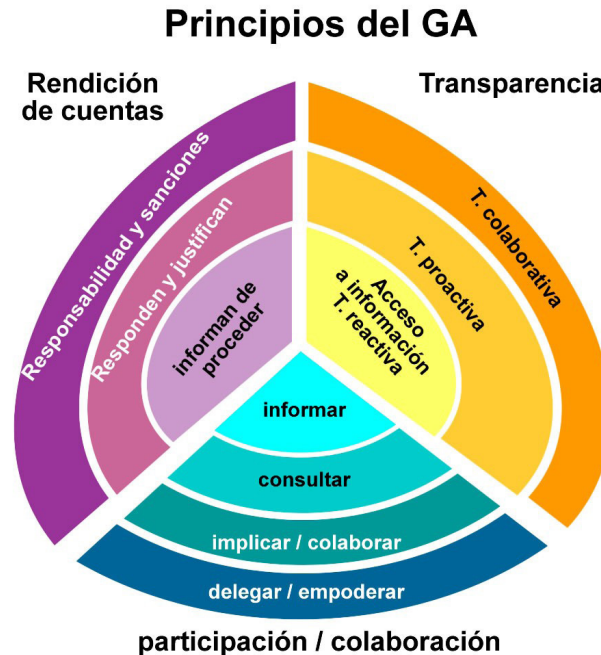 Principios del GA
Rendición
de cuentas
Transparencia
Responsabilidad y sanciones
Responden y justifican
informan de
proceder
T. colaborativa
T. proactiva
Acceso
a información
T. reactiva
informar
consultar
implicar / colaborar
delegar / empoderar
participación / colaboración